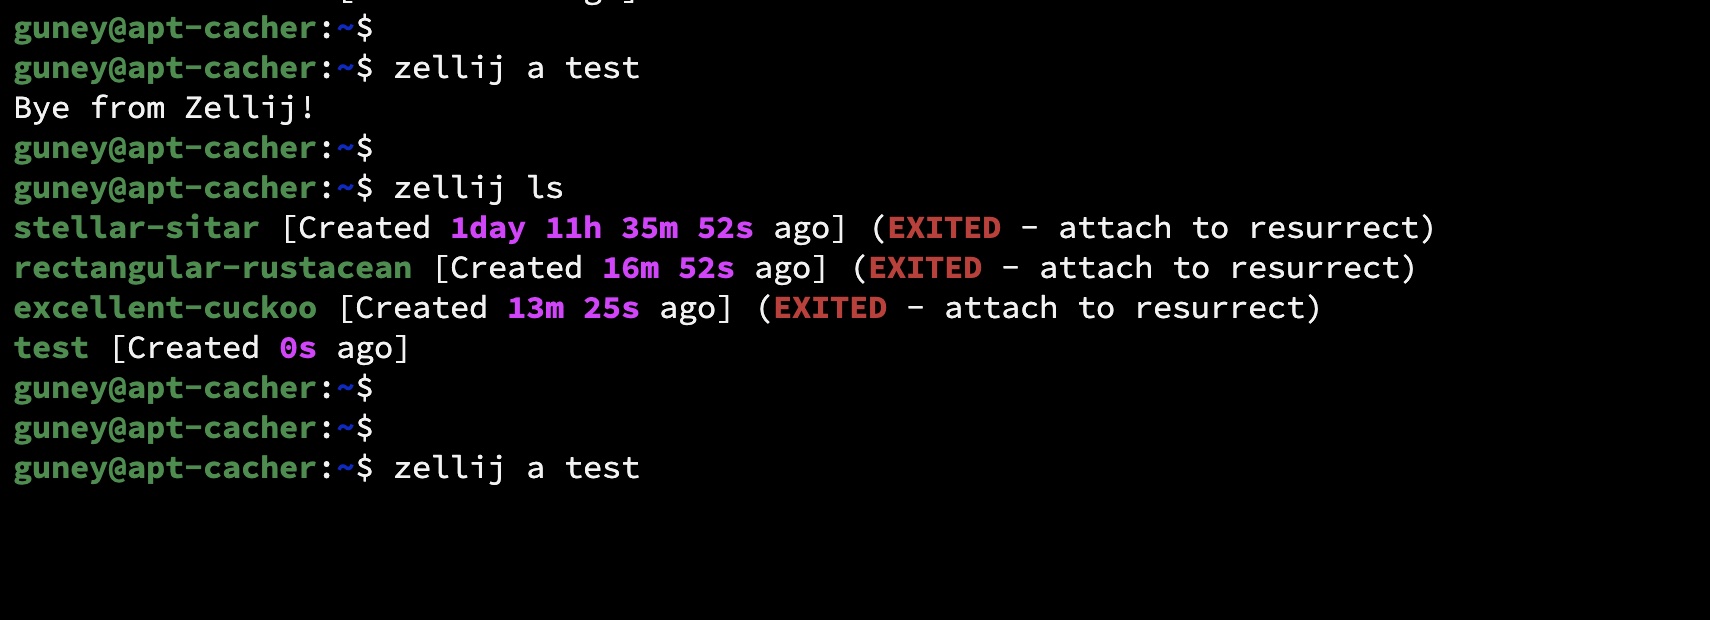 guney@apt-cacher:~$
guney@apt-cacher:~$ zellij a test
Bye from Zellij!
guney@apt-cacher:~$
guney@apt-cacher:~$ zellij ls
stellar-sitar [Created 1day 11h 35m 52s ago] (EXITED - attach to resurrect)
rectangular-rustacean [Created 16m 52s ago] (EXITED - attach to resurrect)
excellent-cuckoo [Created 13m 25s ago] (EXITED - attach to resurrect)
test [Created 0s ago]
guney@apt-cacher:~$
guney@apt-cacher:~$
guney@apt-cacher:~$ zellij a test